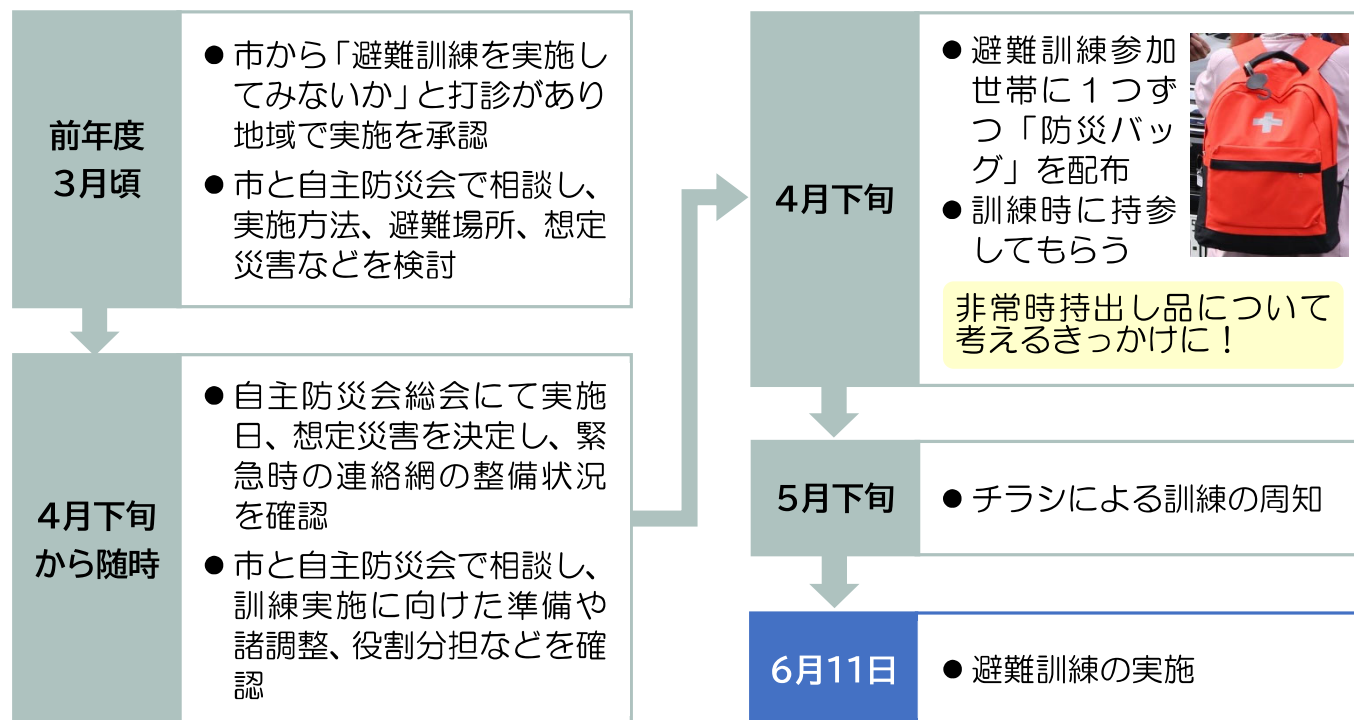 前年度
3月頃
●市から「避難訓練を実施し
てみないか」と打診があり
地域で実施を承認
●市と自主防災会で相談し、
実施方法、避難場所、想定
災害などを検討
4月下旬
から随時
●自主防災会総会にて実施
日、想定災害を決定し、緊
急時の連絡網の整備状況
を確認
●市と自主防災会で相談し、
訓練実施に向けた準備や
諸調整、役割分担などを確
認
4月下旬
●避難訓練参加
世帯に1つず
つ「防災バッ
グ」を配布
●訓練時に持参
してもらう
非常時持出し品について
考えるきっかけに!
5月下旬
●チラシによる訓練の周知
6月11日
●避難訓練の実施